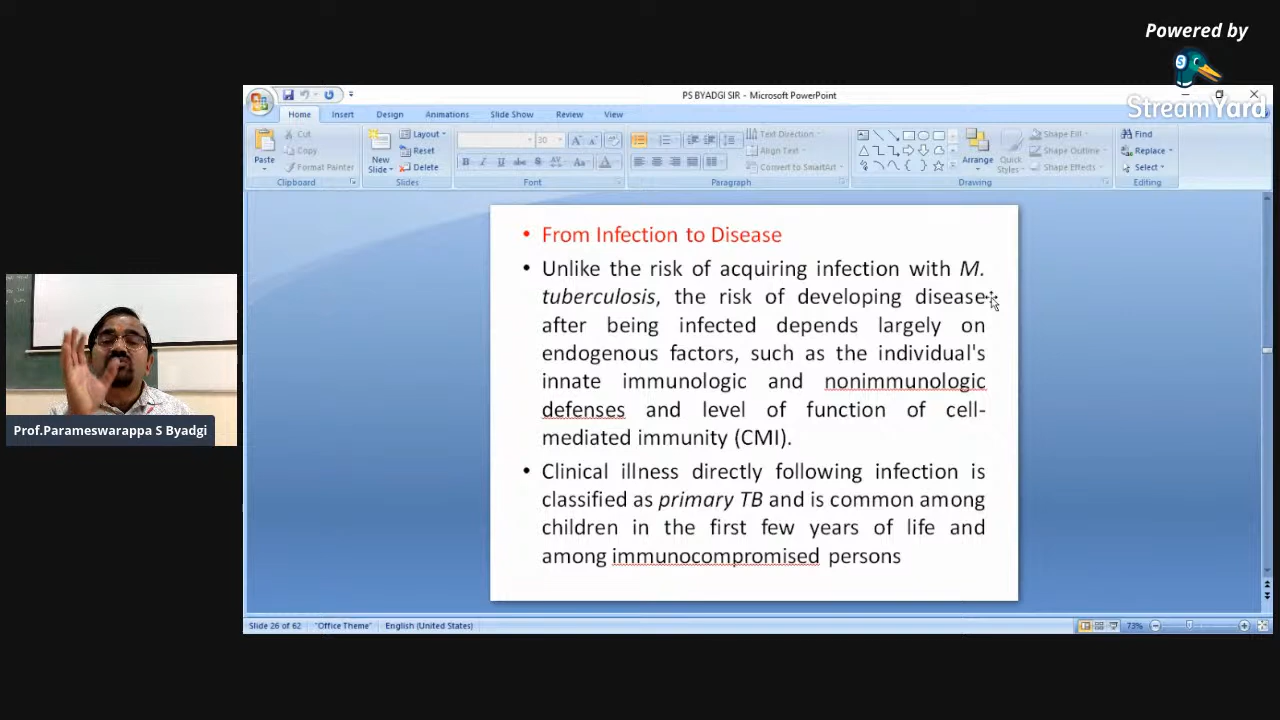 Powered by
StreamYard
PS BYADGI SIR - Microsoft PowerPoint
Home Insert Design Animations Slide Show Review View
Paste
Cut
Copy
Format Painter
Clipboard
New Slide
Layout
Reset
Delete
Slides
30
Font
Text Direction
Align Text
Convert to SmartArt
Paragraph
Arrange
Quick Styles
Shape Fill
Shape Outline
Shape Effects
Drawing
Find
Replace
Select
Editing
• From Infection to Disease
• Unlike the risk of acquiring infection with M.
tuberculosis, the risk of developing disease
after being infected depends largely on
endogenous factors, such as the individual's
innate immunologic and nonimmunologic
defenses and level of function of cell-
mediated immunity (CMI).
• Clinical illness directly following infection is
classified as primary TB and is common among
children in the first few years of life and
among immunocompromised persons
Prof.Parameswarappa S Byadgi
Slide 26 of 62 "Office Theme" English (United States) 73%